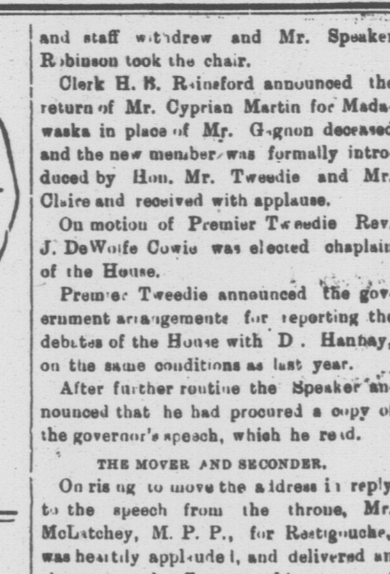 and staff withdrew and Mr. Speaker
Robinson took the chair.
Clerk H. B. Rainsford announced the
return of Mr. Cyprian Martin for Mada-
waska in place of Mr. Gagnon deceased
and the new member was formally intro
duced by Hon. Mr. Tweedie and Mr.
Claire and received with applause.
On motion of Premier Tweedie Rev.
J. DeWolfe Cowie was elected chaplain
of the House.
Premier Tweedie announced the gov
ernment arrangements for reporting the
debates of the House with D . Hannay,
on the same conditions as last year.
After further routine the Speaker an
nounced that he had procured a copy of
the governor's speech, which he read.
THE MOVER AND SECONDER.
On rising to move the address in reply
to the speech from the throne, Mr.
McLatchey, M. P. P., for Restigouche,
was heartily applauded, and delivered an